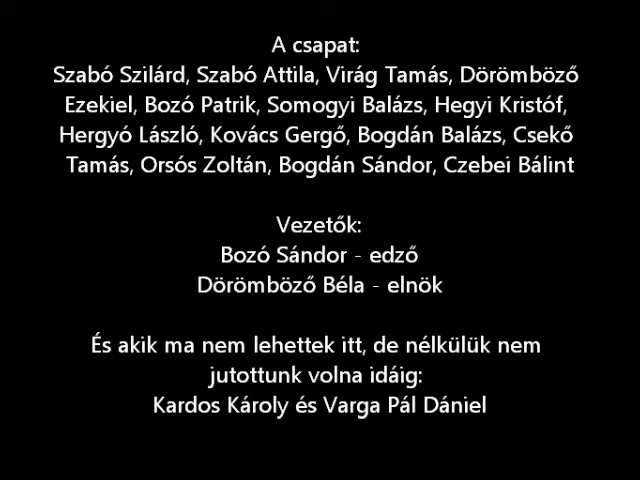 A csapat:
Szabó Szilárd, Szabó Attila, Virág Tamás, Dörömböző
Ezekiel, Bozó Patrik, Somogyi Balázs, Hegyi Kristóf,
Hergyó László, Kovács Gergő, Bogdán Balázs, Csekő
Tamás, Orsós Zoltán, Bogdán Sándor, Czebei Bálint
Vezetők:
Bozó Sándor - edző
Dörömböző Béla - elnök
És akik ma nem lehettek itt, de nélkülük nem
jutottunk volna idáig:
Kardos Károly és Varga Pál Dániel